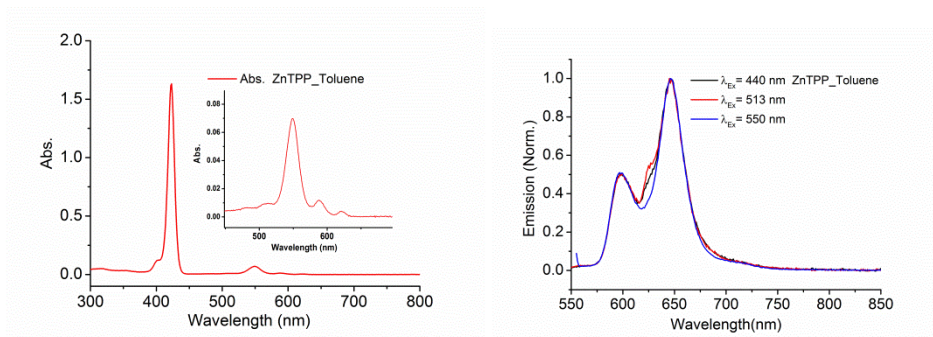 2.0
1.5
1.0
0.5
0.0
Abs.
300 400 500 600 700 800
Wavelength (nm)
Abs. ZnTPP_Toluene
0.08
0.06
0.04
0.02
0.00
Abs.
500 600
Wavelength (nm)
1.0
0.8
0.6
0.4
0.2
0.0
Emission (Norm.)
550 600 650 700 750 800 850
Wavelength(nm)
λEx= 440 nm ZnTPP_Toluene
λEx= 513 nm
λEx= 550 nm